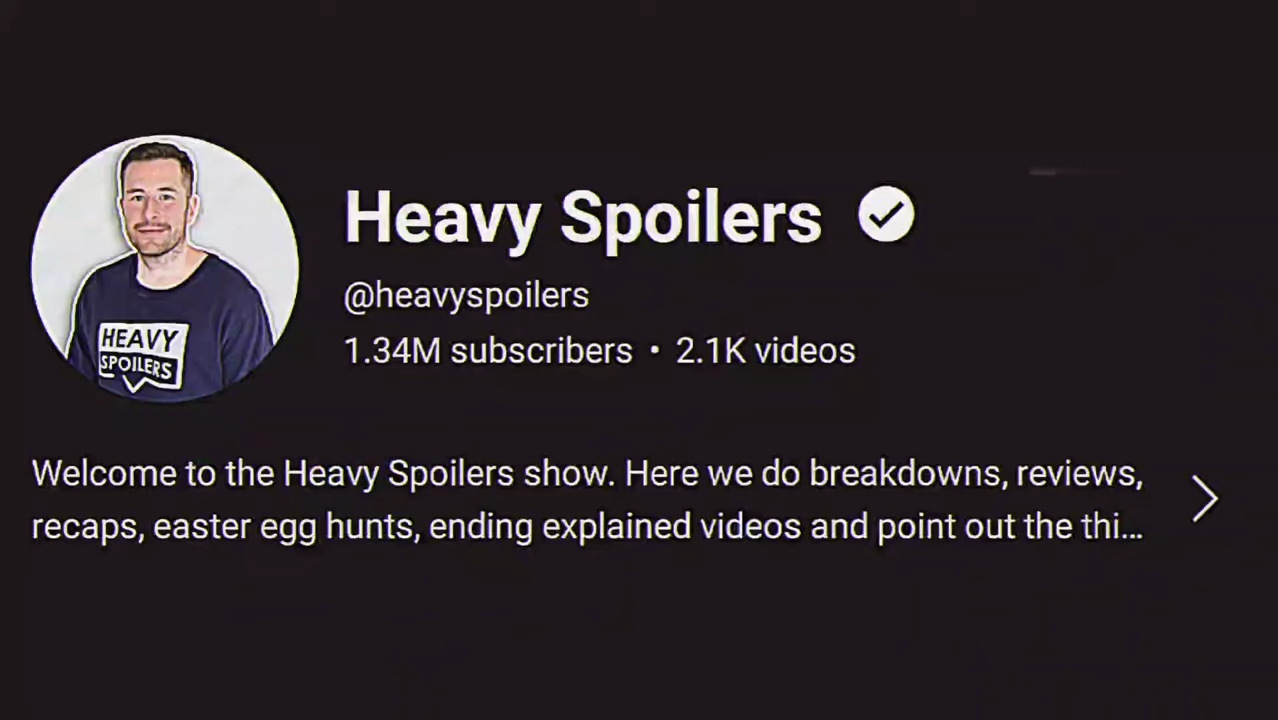 HEAVY
SPOILERS
Heavy Spoilers
@heavyspoilers
1.34M subscribers • 2.1K videos
Welcome to the Heavy Spoilers show. Here we do breakdowns, reviews,
recaps, easter egg hunts, ending explained videos and point out the thi...